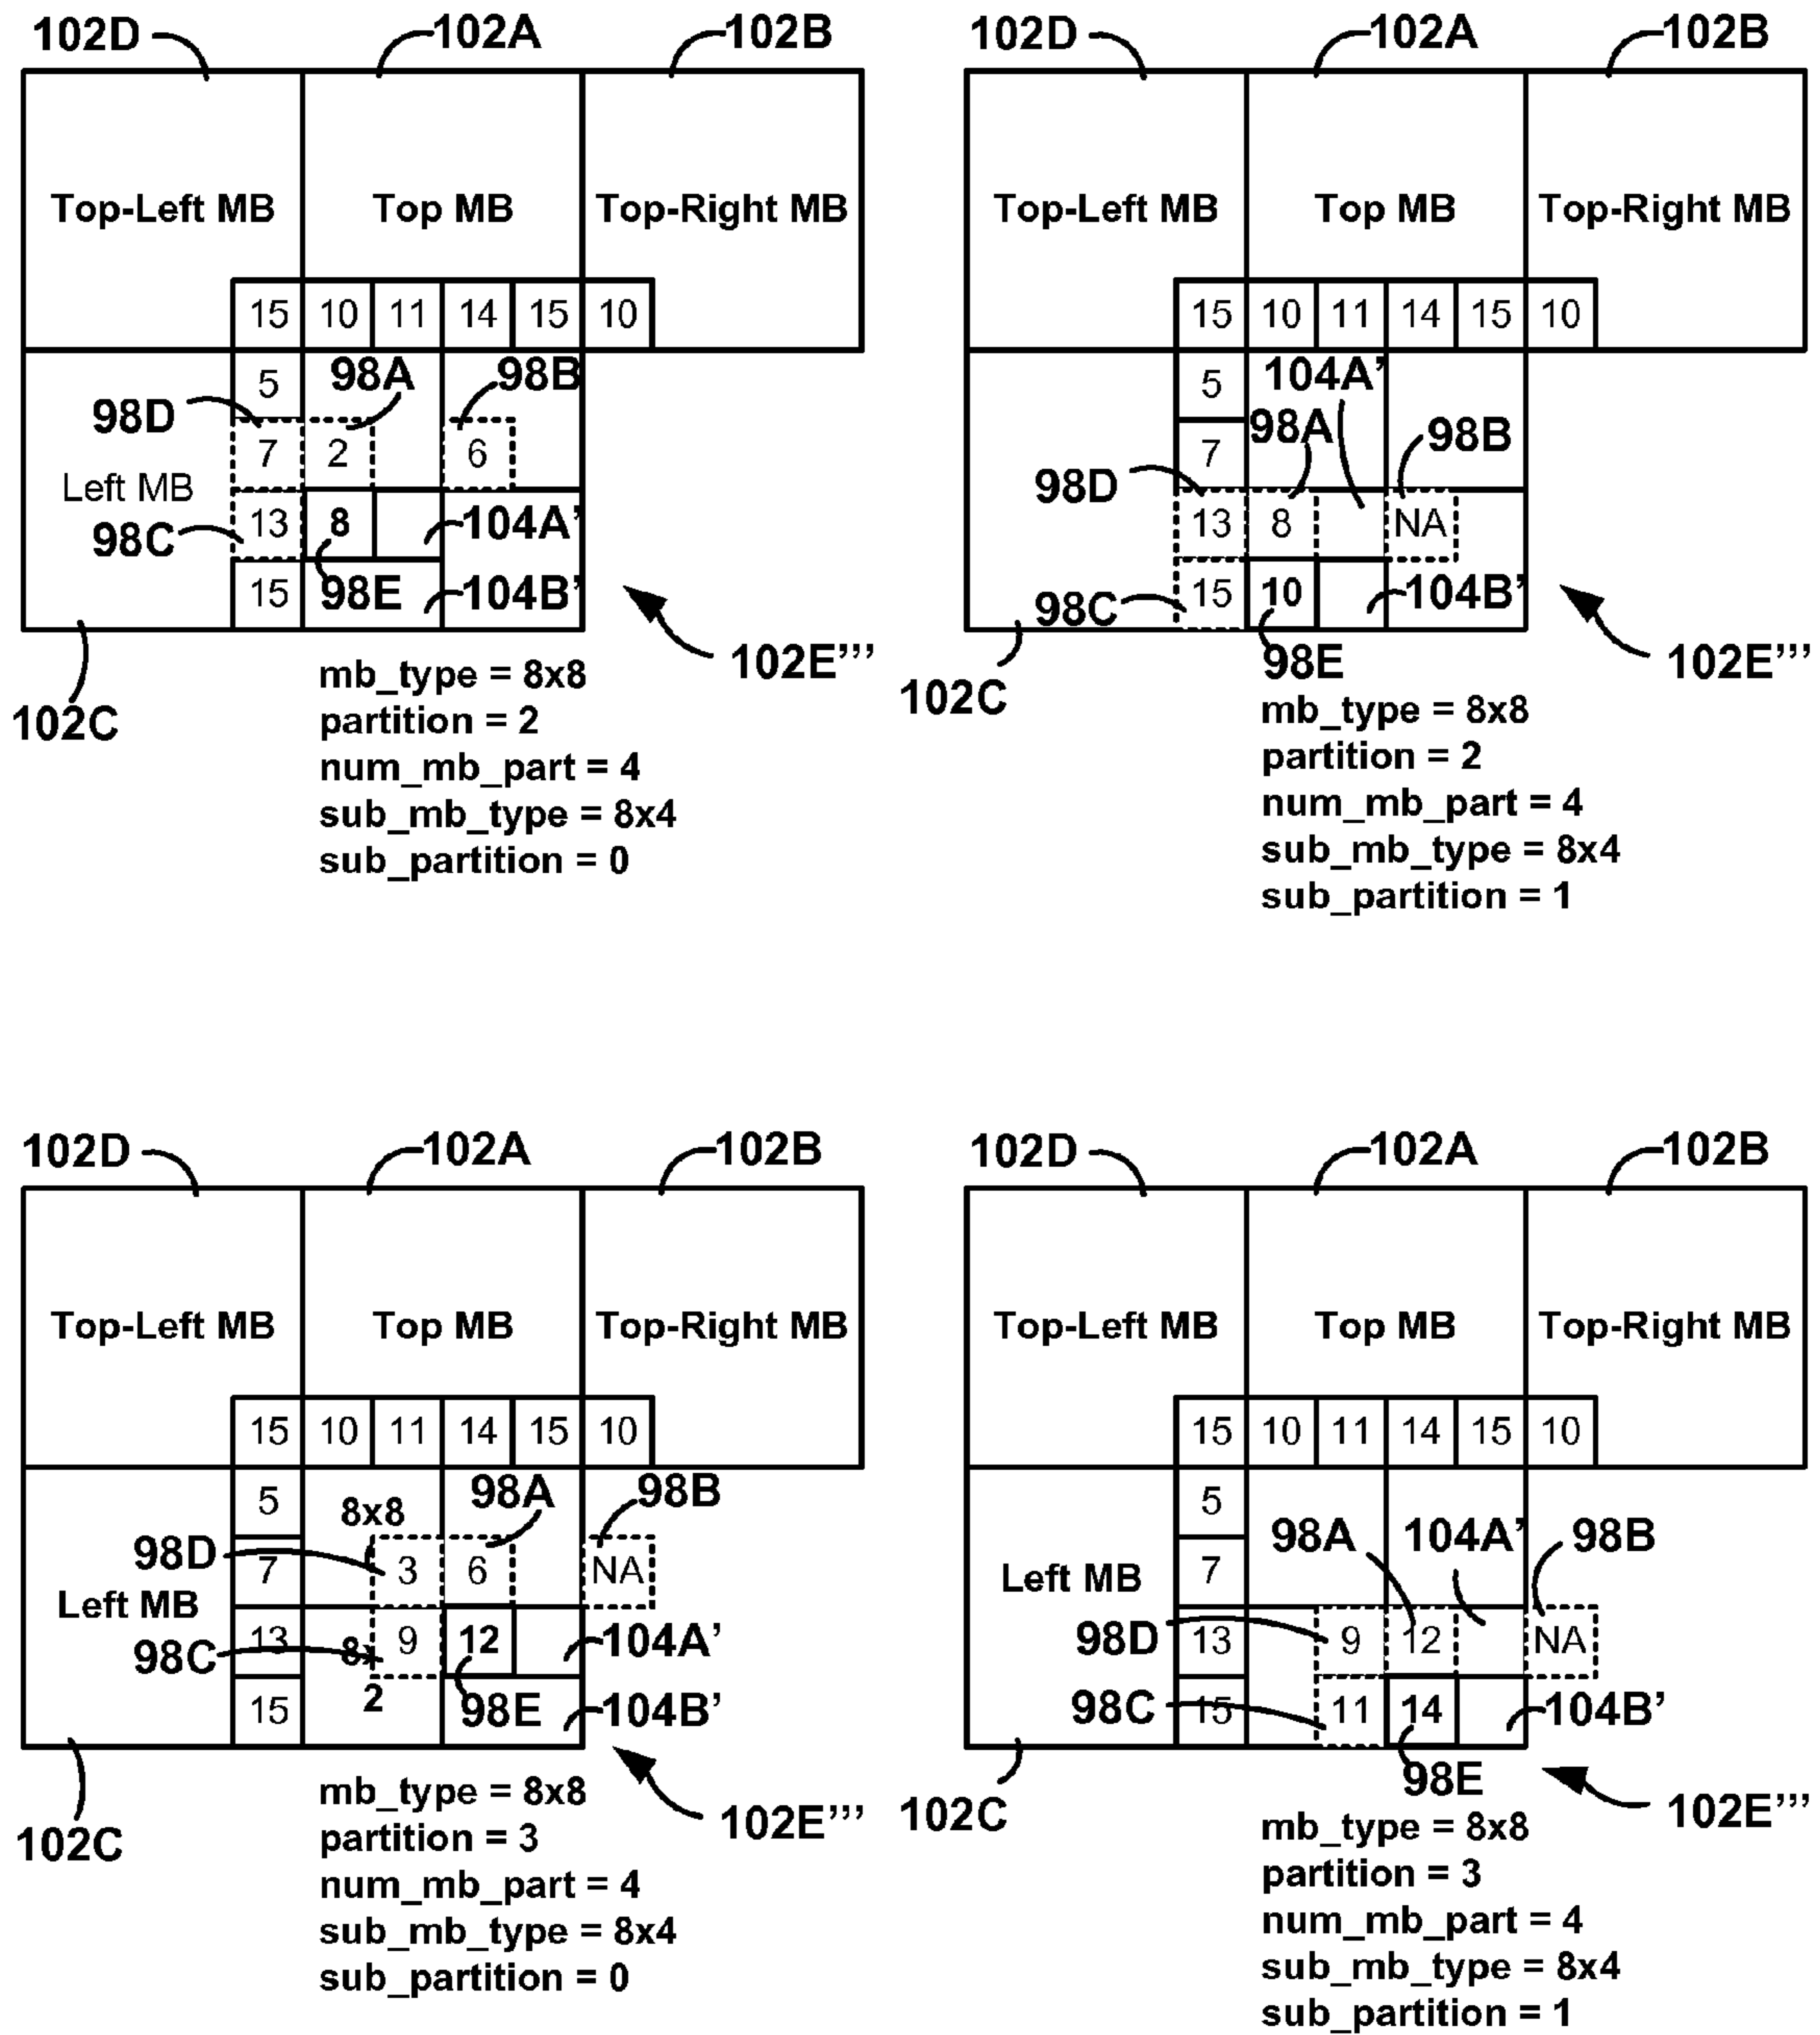 102D 102A 102B
Top-Left MB Top MB Top-Right MB
15 10 11 14 15 10
5 98A 98B
98D 7 2 6
Left MB
98C 13 8 104A'
15 98E 104B'
102E'''
102C
mb_type = 8x8
partition = 2
num_mb_part = 4
sub_mb_type = 8x4
sub_partition = 0
102D 102A 102B
Top-Left MB Top MB Top-Right MB
15 10 11 14 15 10
5 104A'
7 98A 98B
98D 13 8 NA
98C 15 10 104B'
98E 102E'''
102C
mb_type = 8x8
partition = 2
num_mb_part = 4
sub_mb_type = 8x4
sub_partition = 1
102D 102A 102B
Top-Left MB Top MB Top-Right MB
15 10 11 14 15 10
5 8x8 98A 98B
98D 7 3 6 NA
Left MB
98C 13 8x 9 12 104A'
15 2 98E 104B'
102E'''
102C
mb_type = 8x8
partition = 3
num_mb_part = 4
sub_mb_type = 8x4
sub_partition = 0
102D 102A 102B
Top-Left MB Top MB Top-Right MB
15 10 11 14 15 10
5 98A 104A' 98B
Left MB 7
98D 13 9 12 NA
98C 15 11 14 104B'
98E
102C 102E'''
mb_type = 8x8
partition = 3
num_mb_part = 4
sub_mb_type = 8x4
sub_partition = 1